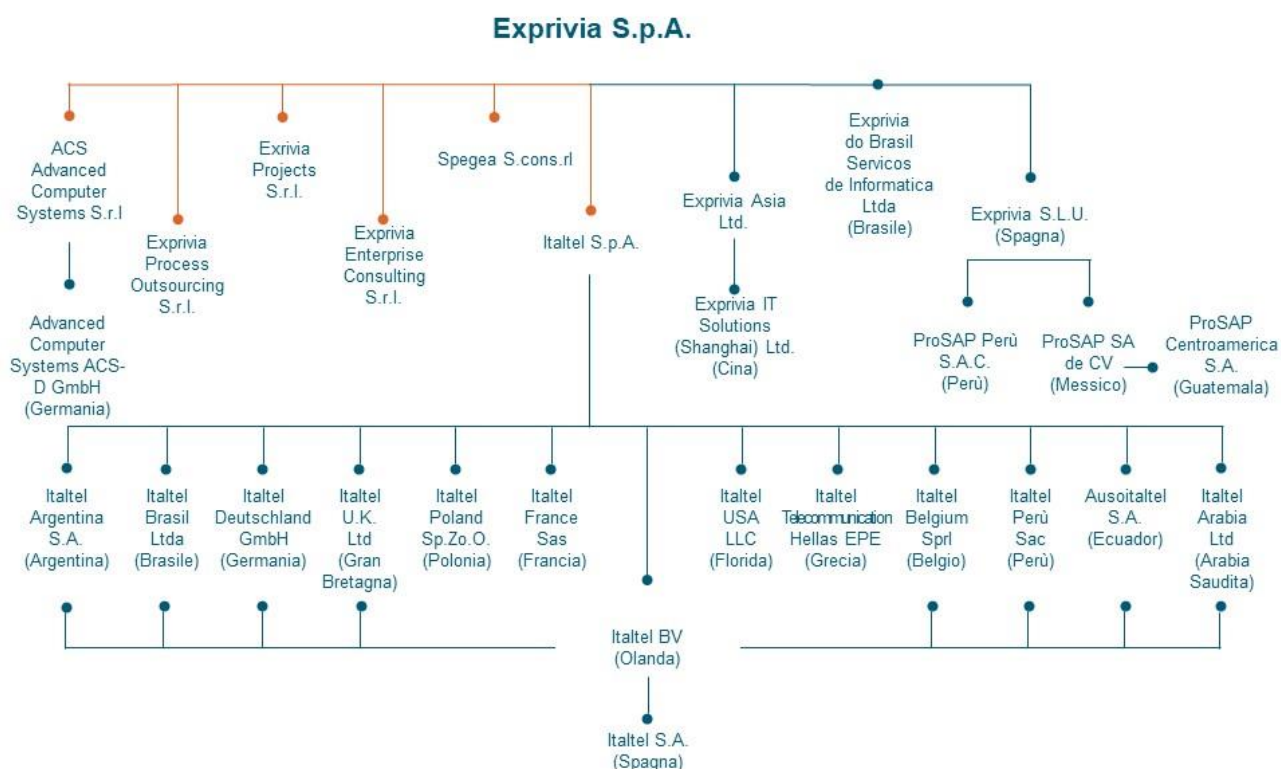 Exprivia S.p.A.
ACS
Advanced
Computer
Systems S.r.l
Exrivia
Projects
S.r.l.
Spegea S.cons.rl
Exprivia
do Brasil
Servicos
de Informatica
Ltda
(Brasile)
Exprivia Asia
Ltd.
Exprivia S.L.U.
(Spagna)
Exprivia
Process
Outsourcing
S.r.l.
Exprivia
Enterprise
Consulting
S.r.l.
Italtel S.p.A.
Advanced
Computer
Systems ACS-
D GmbH
(Germania)
Exprivia IT
Solutions
(Shanghai) Ltd.
(Cina)
ProSAP Perù
S.A.C.
(Perù)
ProSAP SA
de CV
(Messico)
ProSAP
Centroamerica
S.A.
(Guatemala)
Italtel
Argentina
S.A.
(Argentina)
Italtel
Brasil
Ltda
(Brasile)
Italtel
Deutschland
GmbH
(Germania)
Italtel
U.K.
Ltd
(Gran
Bretagna)
Italtel
Poland
Sp.Zo.O.
(Polonia)
Italtel
France
Sas
(Francia)
Italtel
USA
LLC
(Florida)
Italtel
Telecommunication
Hellas EPE
(Grecia)
Italtel
Belgium
Sprl
(Belgio)
Italtel
Perù
Sac
(Perù)
Ausoitaltel
S.A.
(Ecuador)
Italtel
Arabia
Ltd
(Arabia
Saudita)
Italtel BV
(Olanda)
Italtel S.A.
(Spagna)